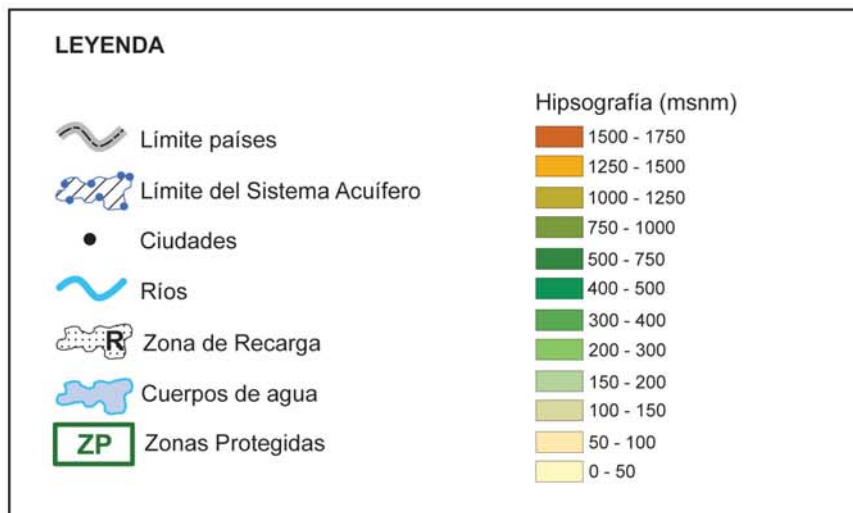 LEYENDA
Límite países
Límite del Sistema Acuífero
Ciudades
Ríos
R
Zona de Recarga
Cuerpos de agua
ZP
Zonas Protegidas
Hipsografía (msnm)
1500 - 1750
1250 - 1500
1000 - 1250
750 - 1000
500 - 750
400 - 500
300 - 400
200 - 300
150 - 200
100 - 150
50 - 100
0 - 50